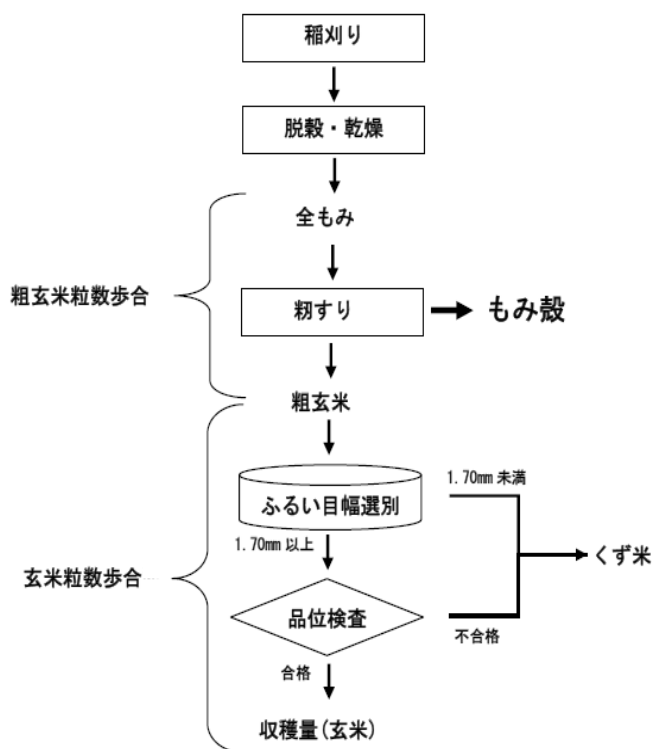 稲刈り
脱穀・乾燥
全もみ
粗玄米粒数歩合
籾すり
もみ殻
粗玄米
1.70mm 未満
ふるい目幅選別
1.70mm 以上
くず米
玄米粒数歩合
品位検査
不合格
合格
収穫量(玄米)